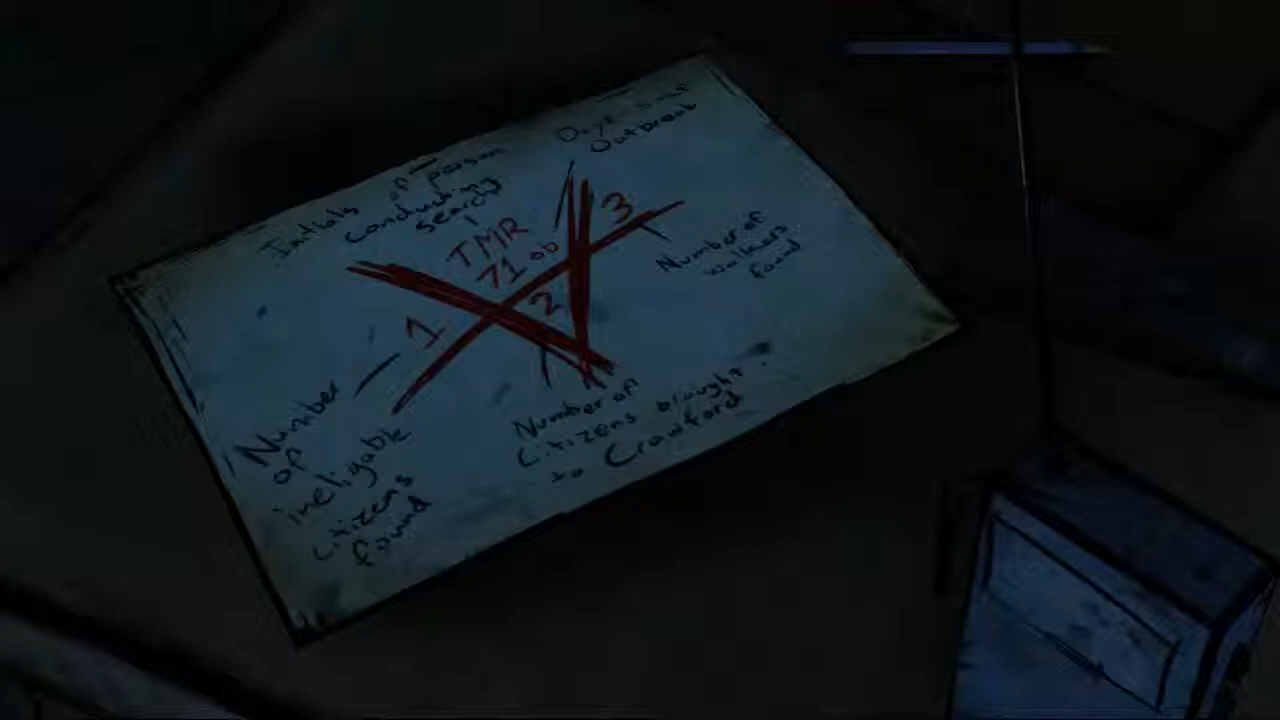 Initials of person
conducting
search
Days since
Outbreak
TMR
71 ob
3
1
2
Number of
walkers
found
Number
of
ineligable
citizens
found
Number of
citizens brought
to Crawford